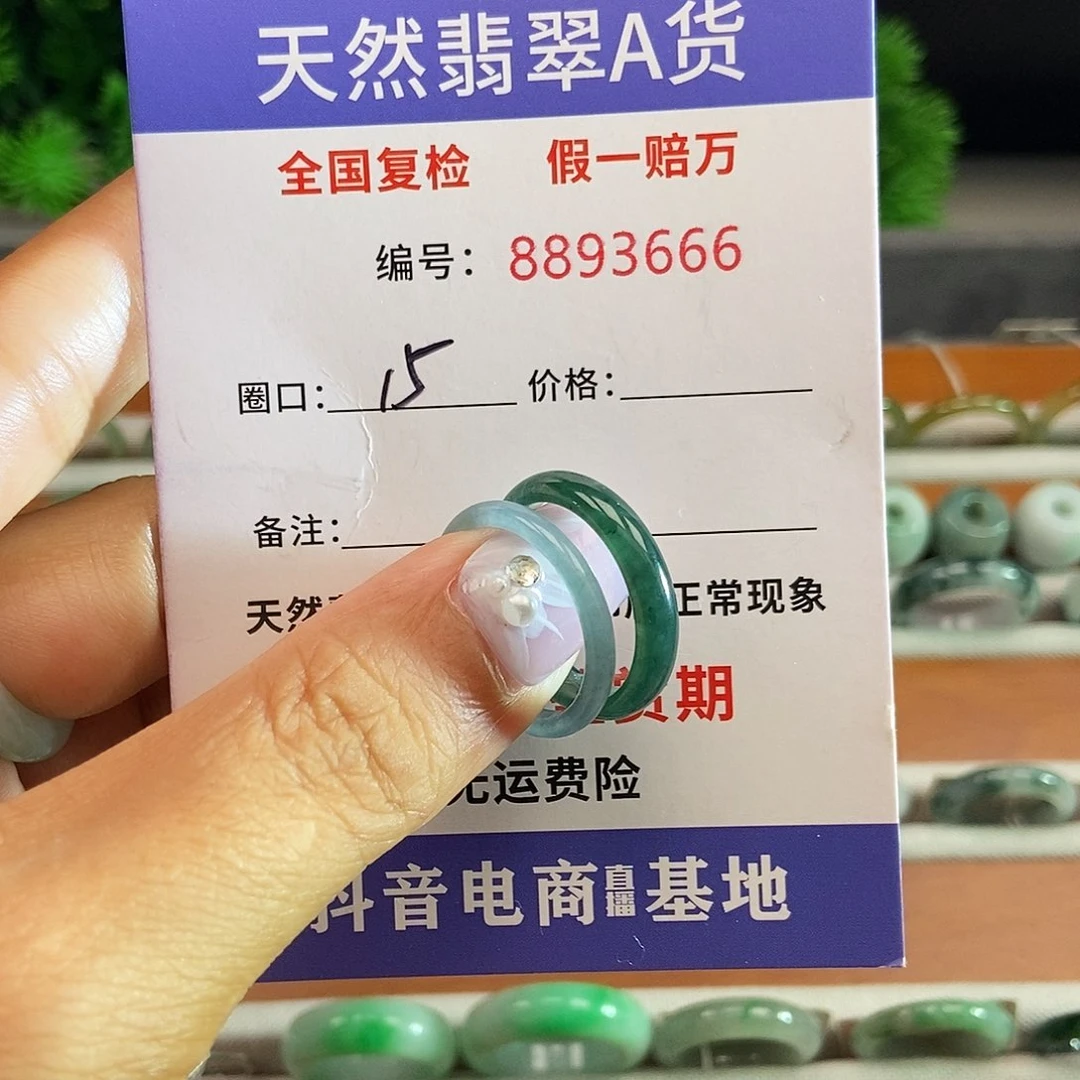 天然翡翠A货
全国复检 假一赔万
编号：8893666
圈口：15 价格：
备注：
天然 正常现象
货期
运费险
抖音电商直播基地